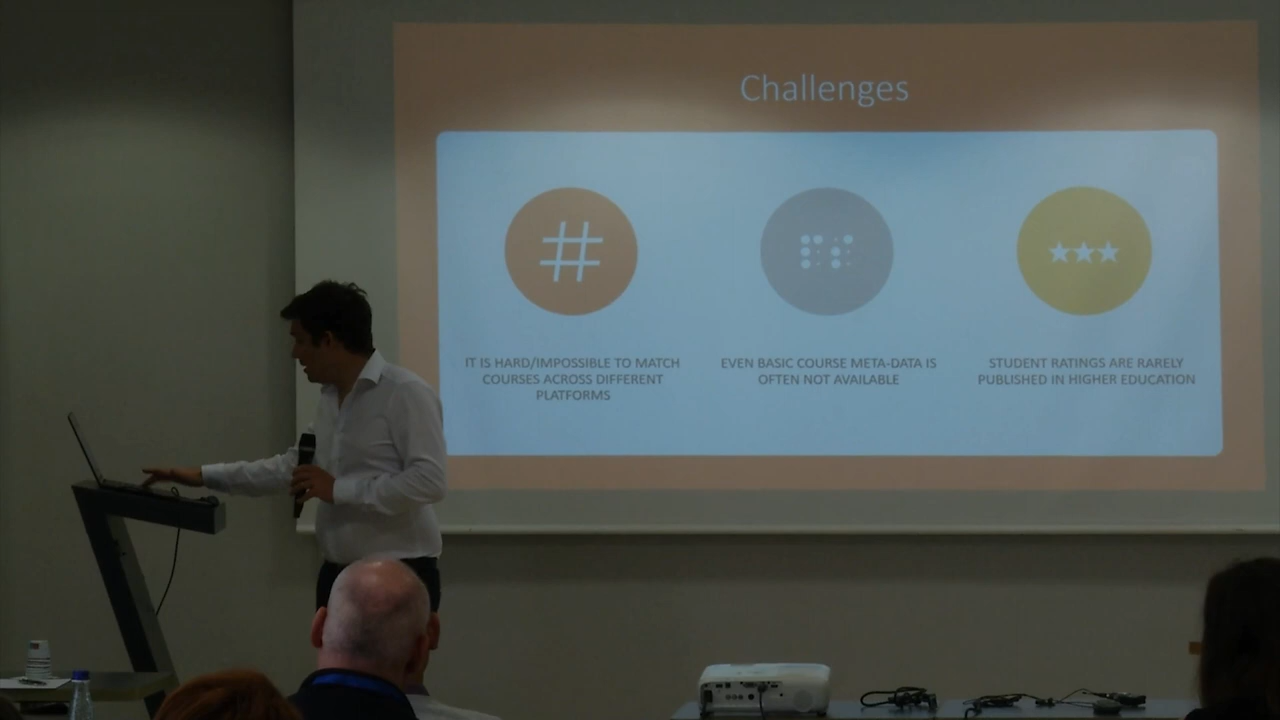 Challenges
#
IT IS HARD/IMPOSSIBLE TO MATCH
COURSES ACROSS DIFFERENT
PLATFORMS
EVEN BASIC COURSE META-DATA IS
OFTEN NOT AVAILABLE
STUDENT RATINGS ARE RARELY
PUBLISHED IN HIGHER EDUCATION